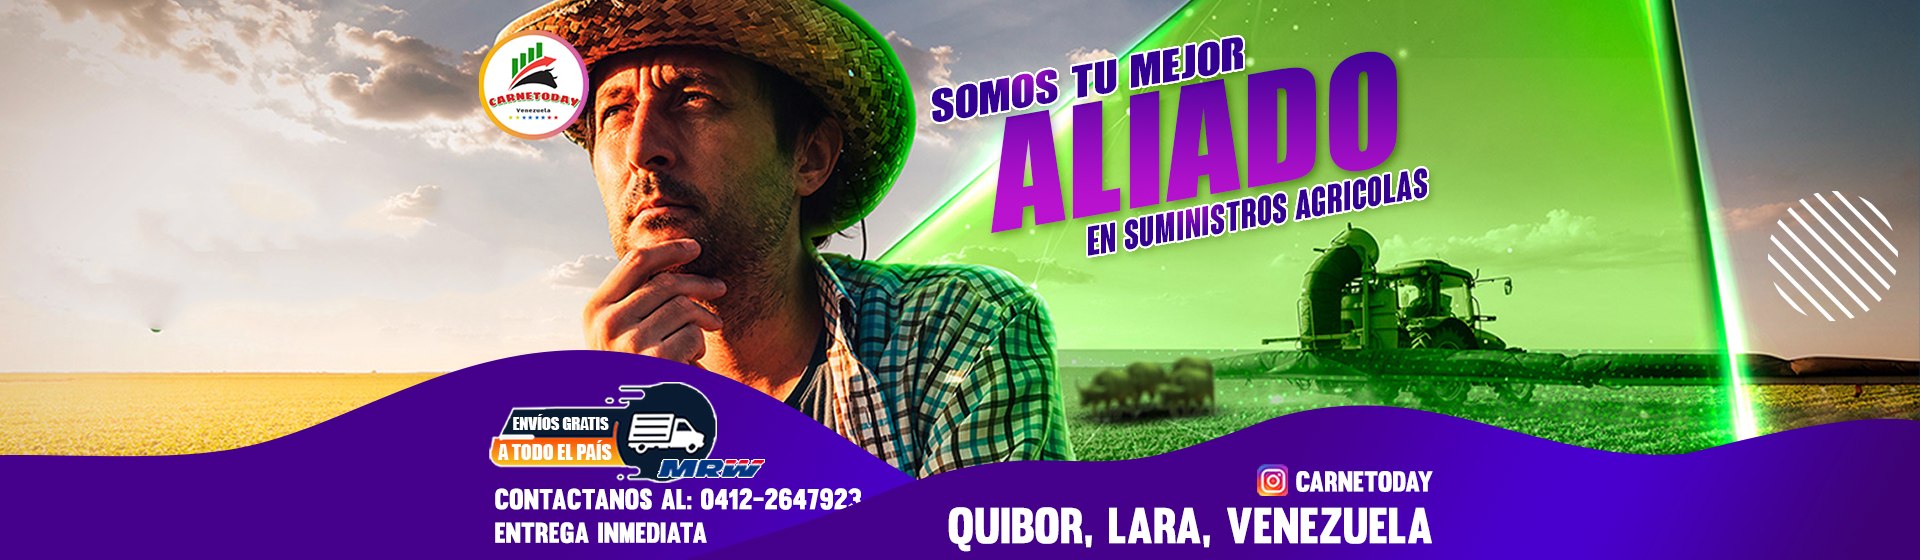 CARNETODAY
Venezuela
SOMOS TU MEJOR
ALIADO
EN SUMINISTROS AGRICOLAS
ENVÍOS GRATIS
A TODO EL PAÍS
MRW
CONTACTANOS AL: 0412-2647923
ENTREGA INMEDIATA
CARNETODAY
QUIBOR, LARA, VENEZUELA